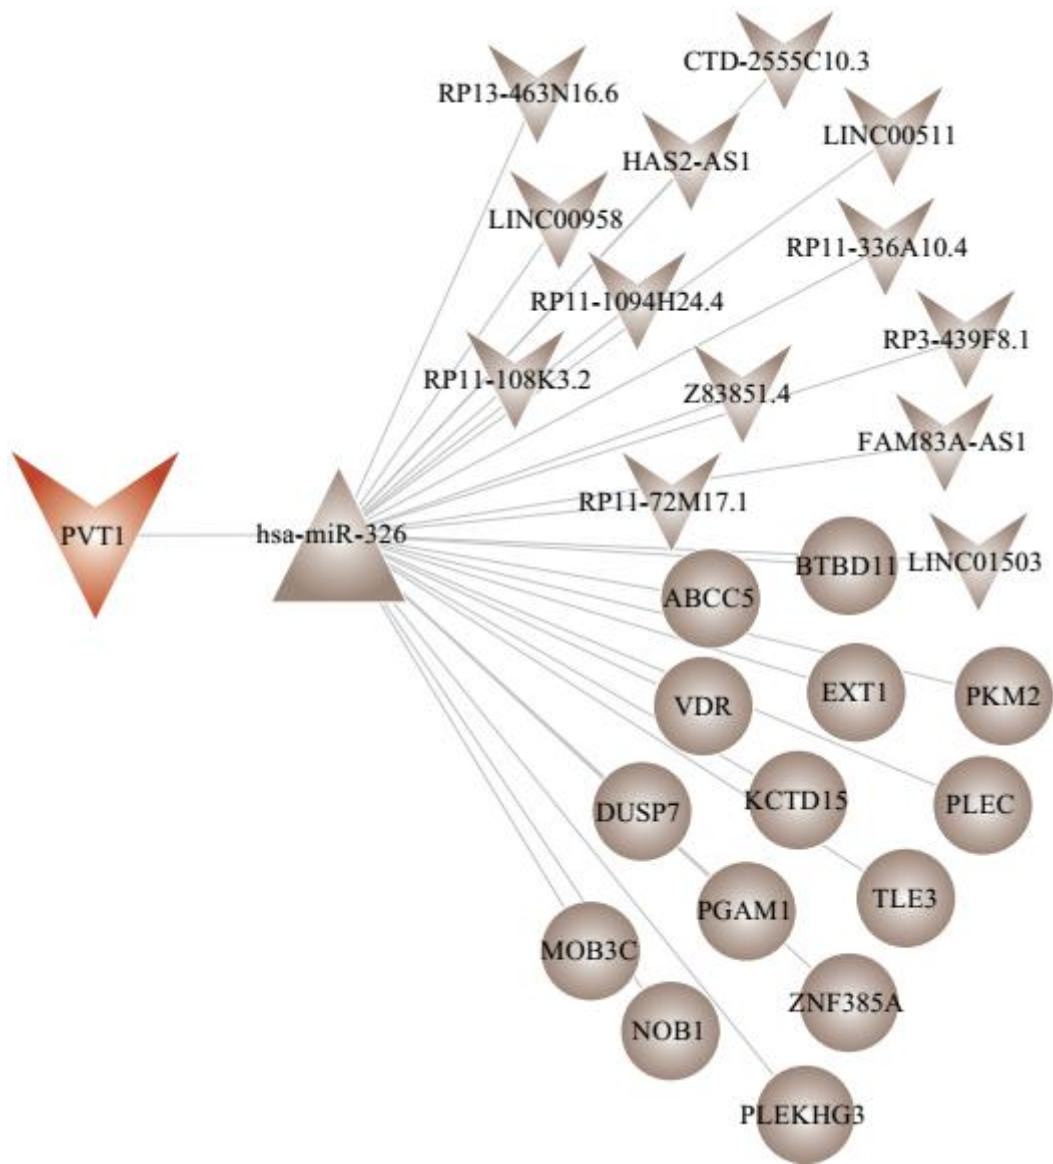 CTD-2555C10.3
RP13-463N16.6
LINC00511
HAS2-AS1
LINC00958
RP11-336A10.4
RP11-1094H24.4
RP3-439F8.1
RP11-108K3.2
Z83851.4
FAM83A-AS1
RP11-72M17.1
PVT1
hsa-miR-326
BTBD11
LINC01503
ABCC5
EXT1
PKM2
VDR
KCTD15
PLEC
DUSP7
TLE3
PGAM1
MOB3C
ZNF385A
NOB1
PLEKHG3